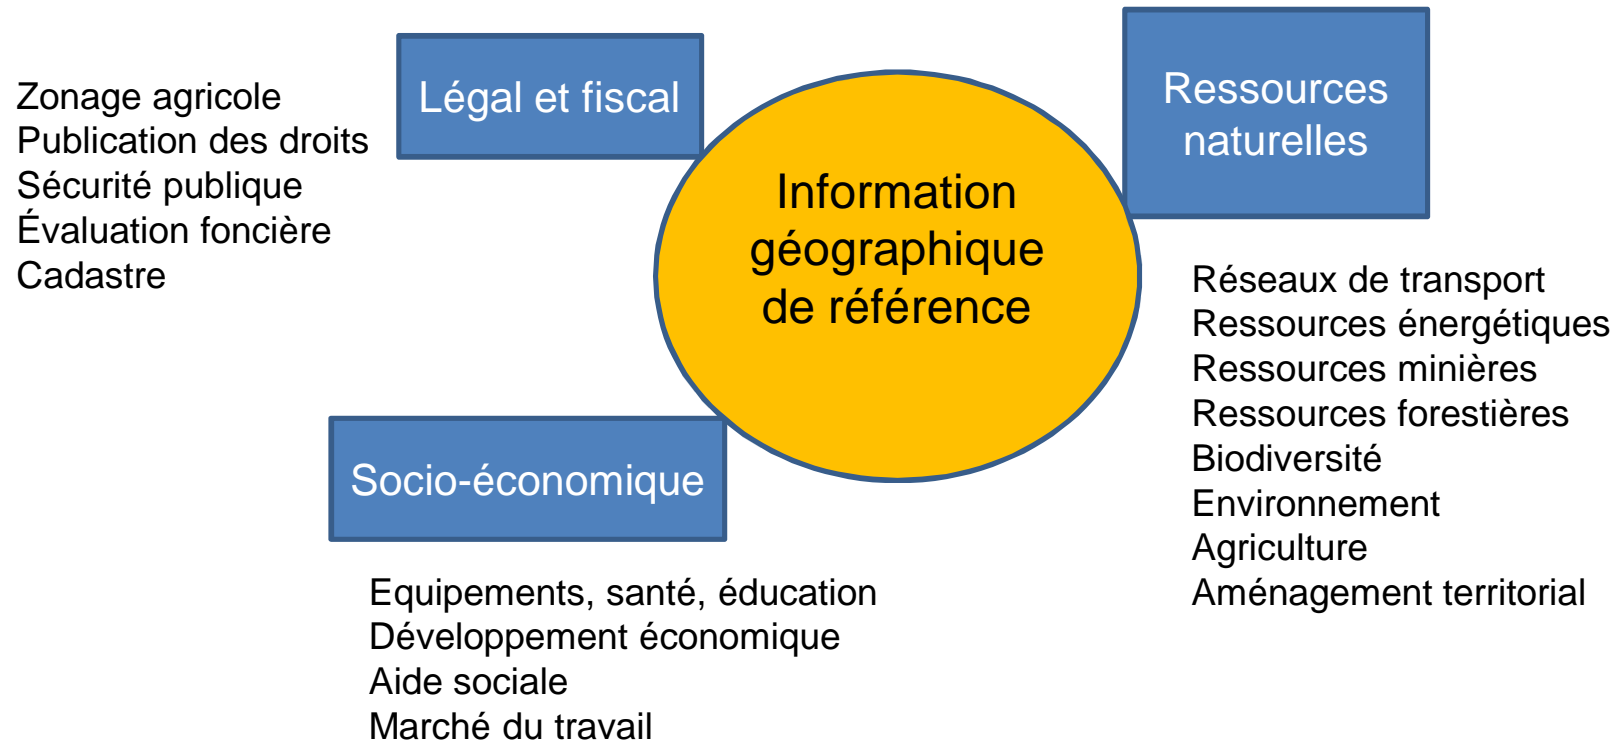 Légal et fiscal
Zonage agricole
Publication des droits
Sécurité publique
Évaluation foncière
Cadastre
Information
géographique
de référence
Ressources
naturelles
Réseaux de transport
Ressources énergétiques
Ressources minières
Ressources forestières
Biodiversité
Environnement
Agriculture
Aménagement territorial
Socio-économique
Equipements, santé, éducation
Développement économique
Aide sociale
Marché du travail